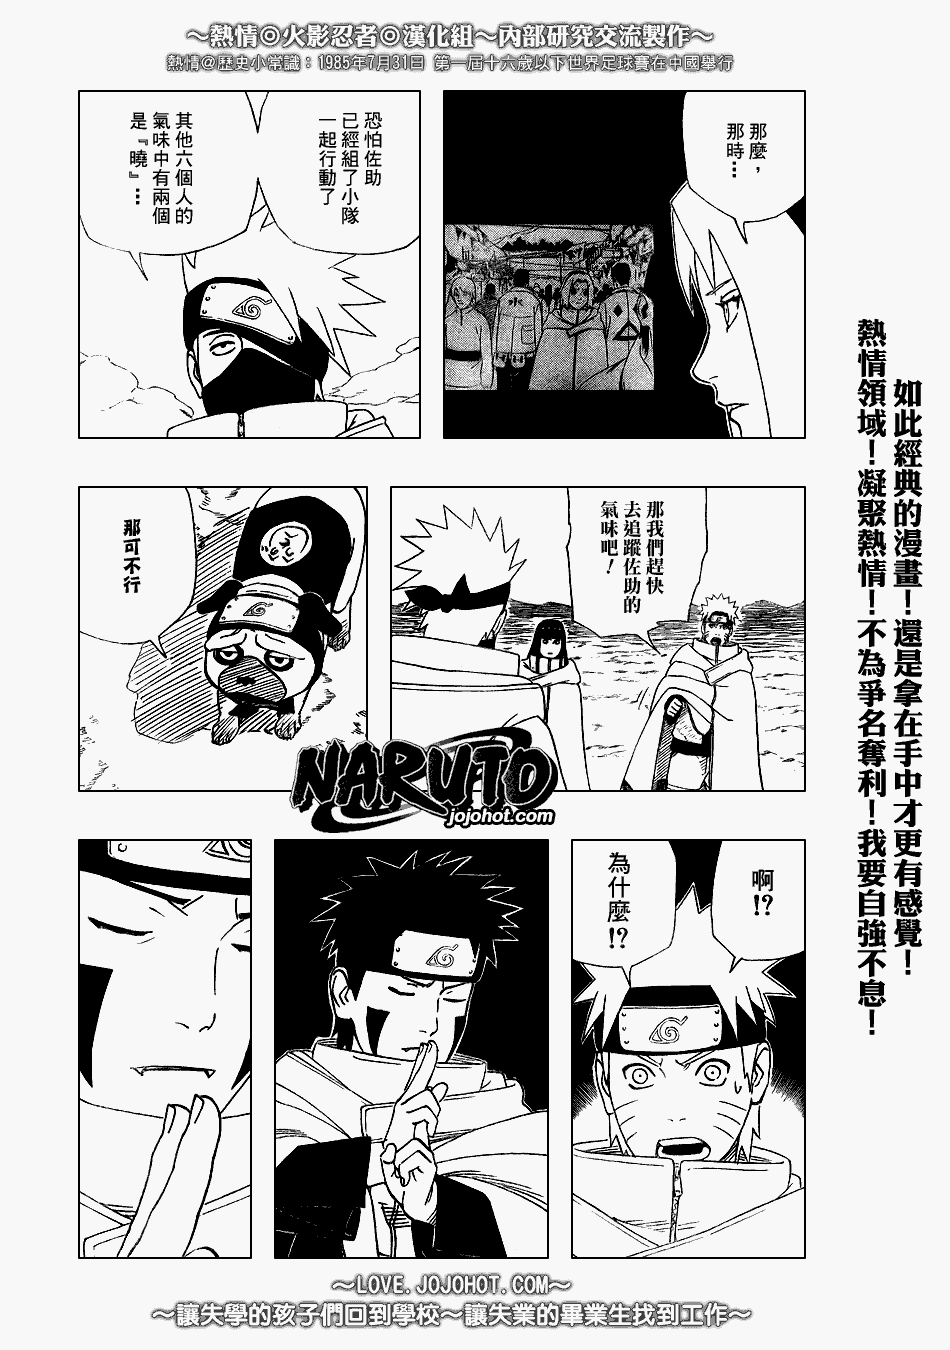 ～熱情◎火影忍者◎漢化組～內部研究交流製作～
熱情@歷史小常識：1985年7月31日 第一屆十六歲以下世界足球賽在中國舉行
那麼，
那時…
恐怕佐助
已經組了小隊
一起行動了
其他六個人的
氣味中有兩個
是『曉』…
那我們趕快
去追蹤佐助的
氣味吧！
那可不行
NARUTO
jojohot.com
啊!?
為什麼!?
如此經典的漫畫！還是拿在手中才更有感覺！
熱情領域！凝聚熱情！不為爭名奪利！我要自強不息！
～LOVE.JOJOHOT.COM～
～讓失學的孩子們回到學校～讓失業的畢業生找到工作～